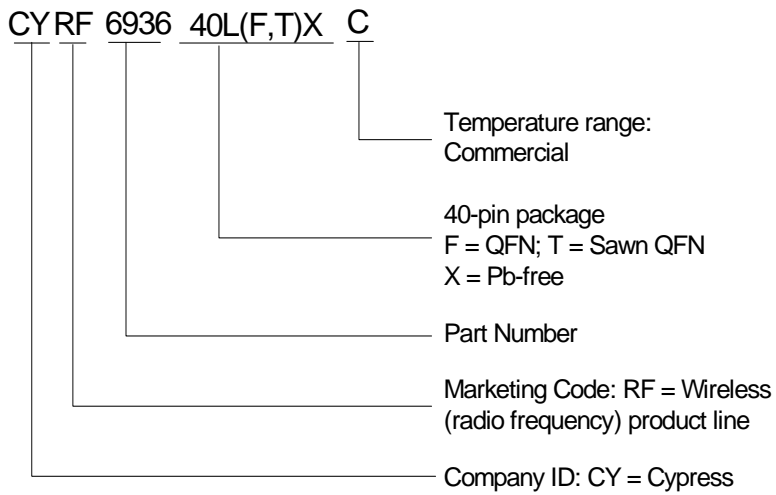 CY RF 6936 40L(F,T)X C
Temperature range:
Commercial
40-pin package
F = QFN; T = Sawn QFN
X = Pb-free
Part Number
Marketing Code: RF = Wireless
(radio frequency) product line
Company ID: CY = Cypress